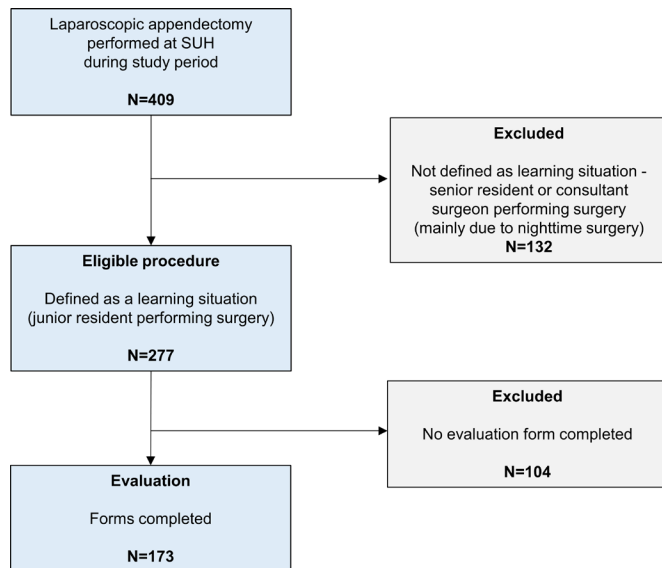 Laparoscopic appendectomy
performed at SUH
during study period
N=409
Excluded
Not defined as learning situation -
senior resident or consultant
surgeon performing surgery
(mainly due to nighttime surgery)
N=132
Eligible procedure
Defined as a learning situation
(junior resident performing surgery)
N=277
Excluded
No evaluation form completed
N=104
Evaluation
Forms completed
N=173